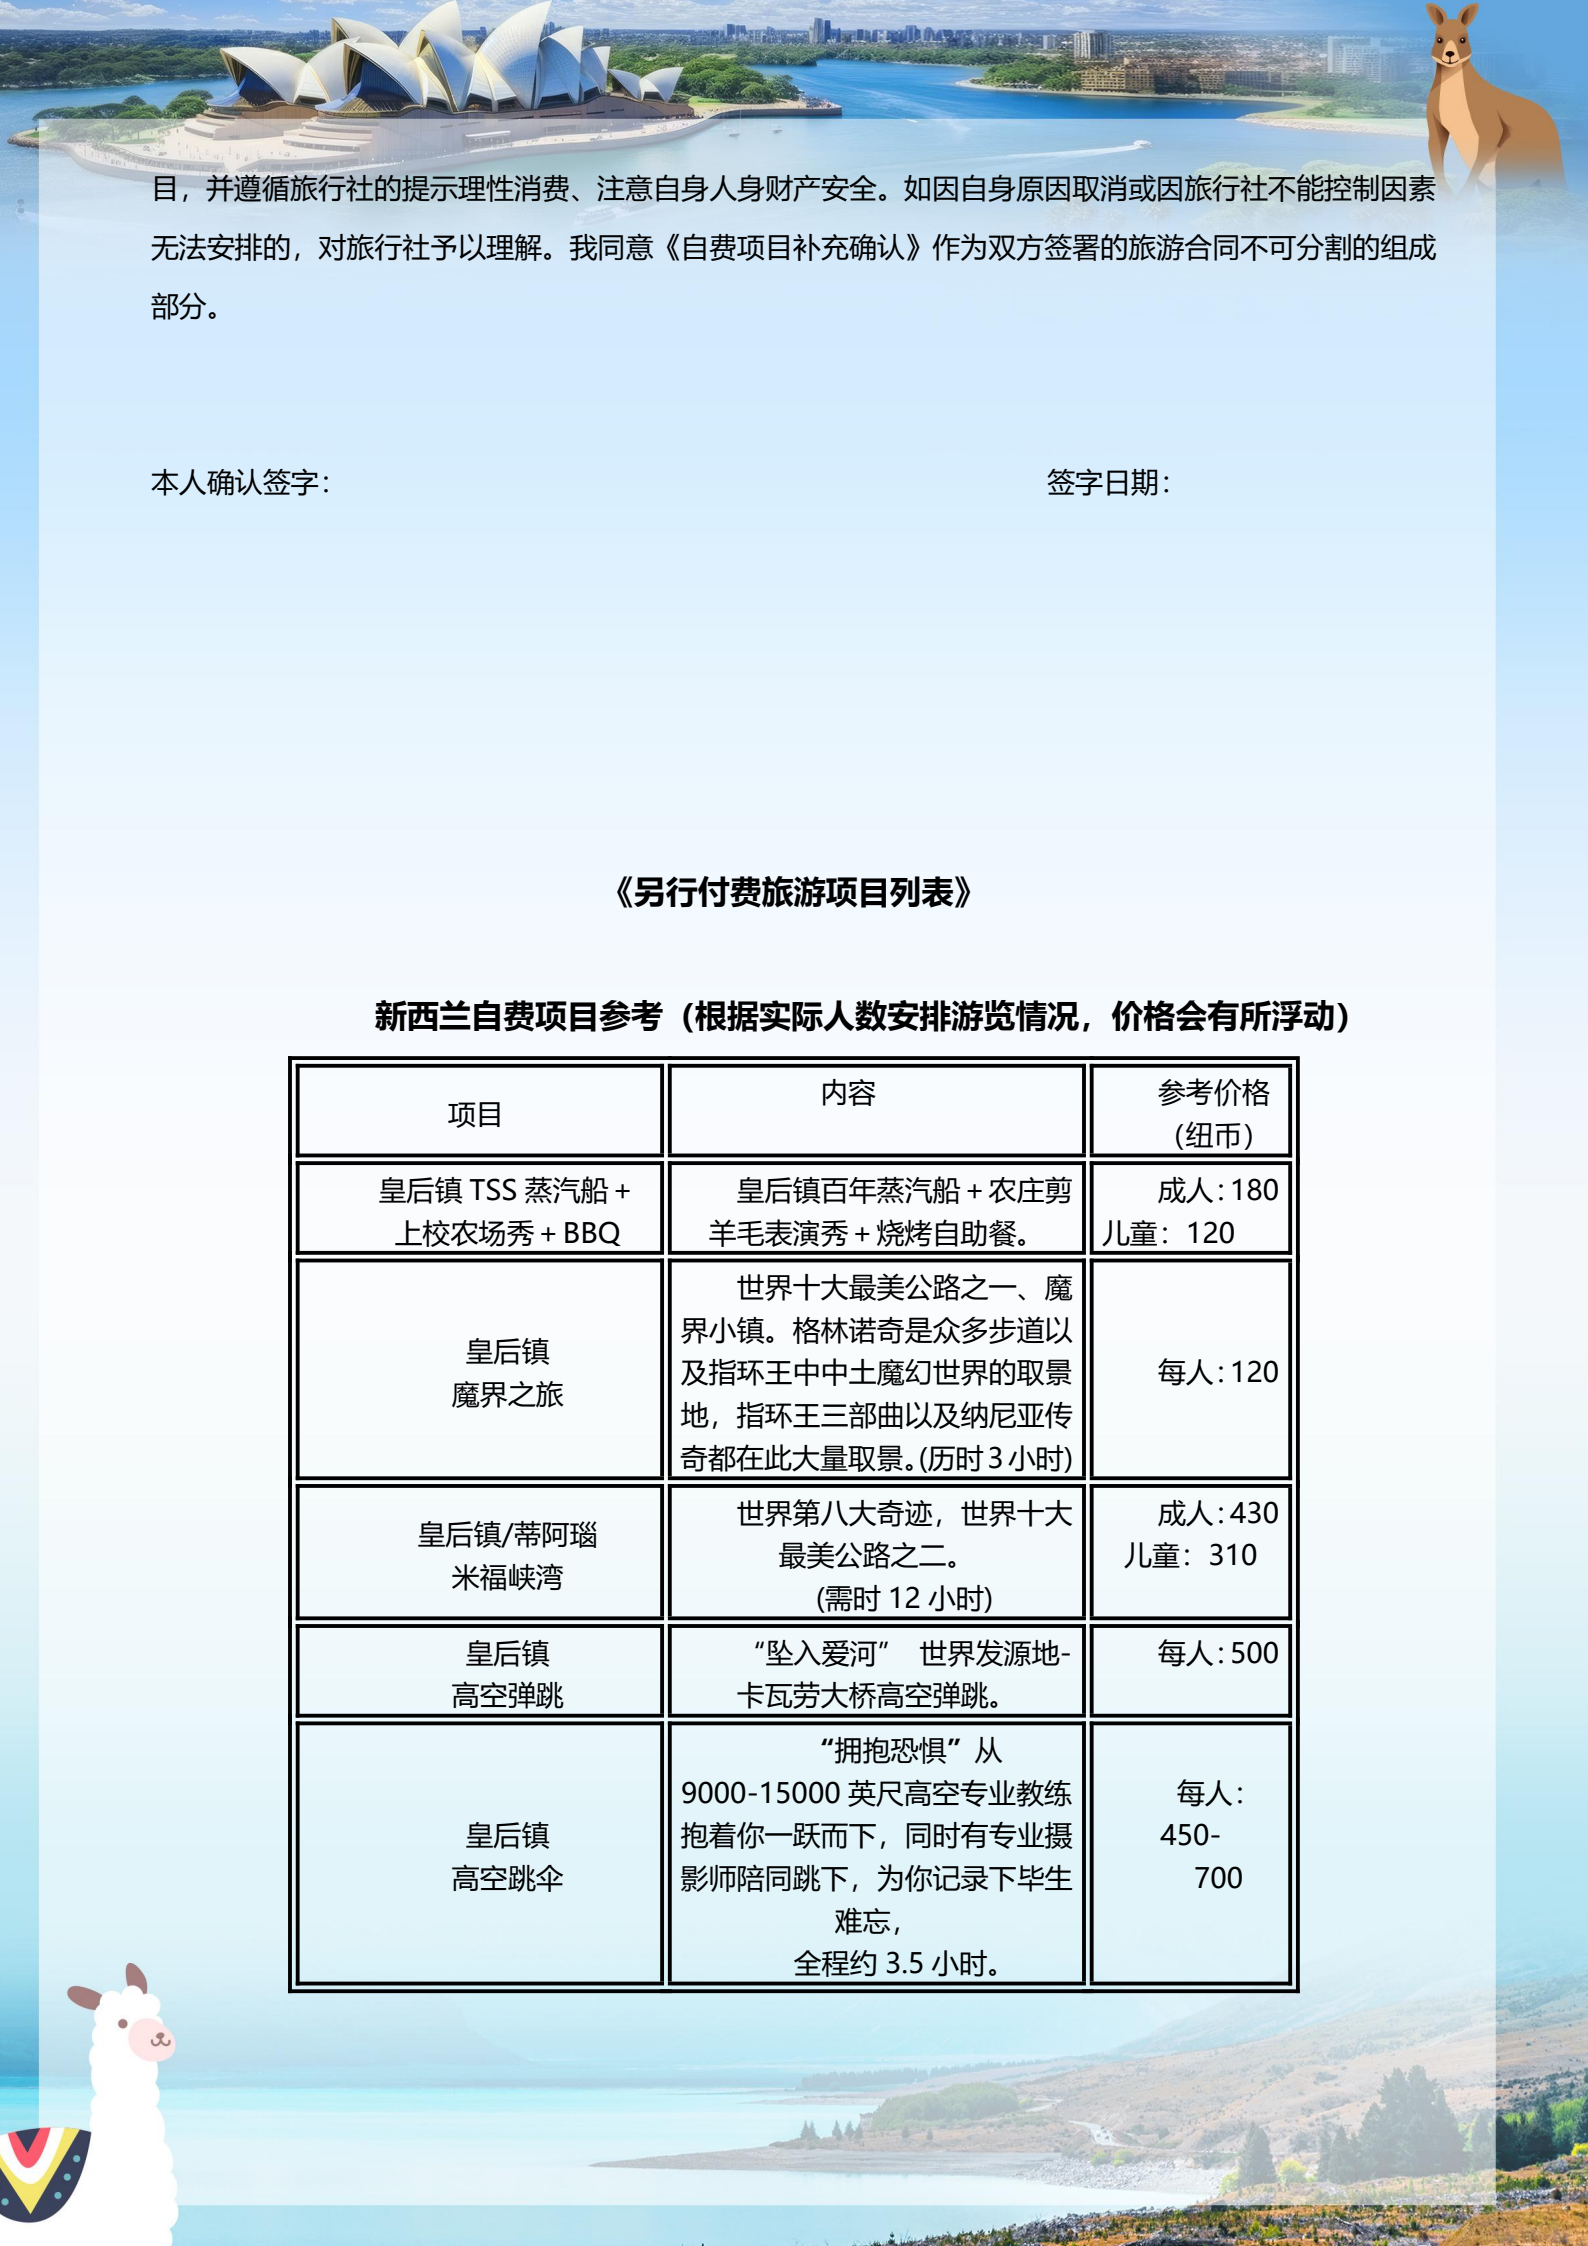 目，并遵循旅行社的提示理性消费、注意自身人身财产安全。如因自身原因取消或因旅行社不能控制因素
无法安排的，对旅行社予以理解。我同意《自费项目补充确认》作为双方签署的旅游合同不可分割的组成
部分。
本人确认签字： 签字日期：
《另行付费旅游项目列表》
新西兰自费项目参考（根据实际人数安排游览情况，价格会有所浮动）
项目
内容
参考价格
（纽币）
皇后镇 TSS 蒸汽船＋
上校农场秀＋BBQ
皇后镇百年蒸汽船＋农庄剪
羊毛表演秀＋烧烤自助餐。
成人：180
儿童：120
皇后镇
魔界之旅
世界十大最美公路之一、魔
界小镇。格林诺奇是众多步道以
及指环王中中土魔幻世界的取景
地，指环王三部曲以及纳尼亚传
奇都在此大量取景。(历时 3 小时)
每人：120
皇后镇/蒂阿瑙
米福峡湾
世界第八大奇迹，世界十大
最美公路之二。
(需时 12 小时)
成人：430
儿童：310
皇后镇
高空弹跳
“坠入爱河” 世界发源地-
卡瓦劳大桥高空弹跳。
每人：500
皇后镇
高空跳伞
“拥抱恐惧”从
9000-15000 英尺高空专业教练
抱着你一跃而下，同时有专业摄
影师陪同跳下，为你记录下毕生
难忘，
全程约 3.5 小时。
每人：
450-
700